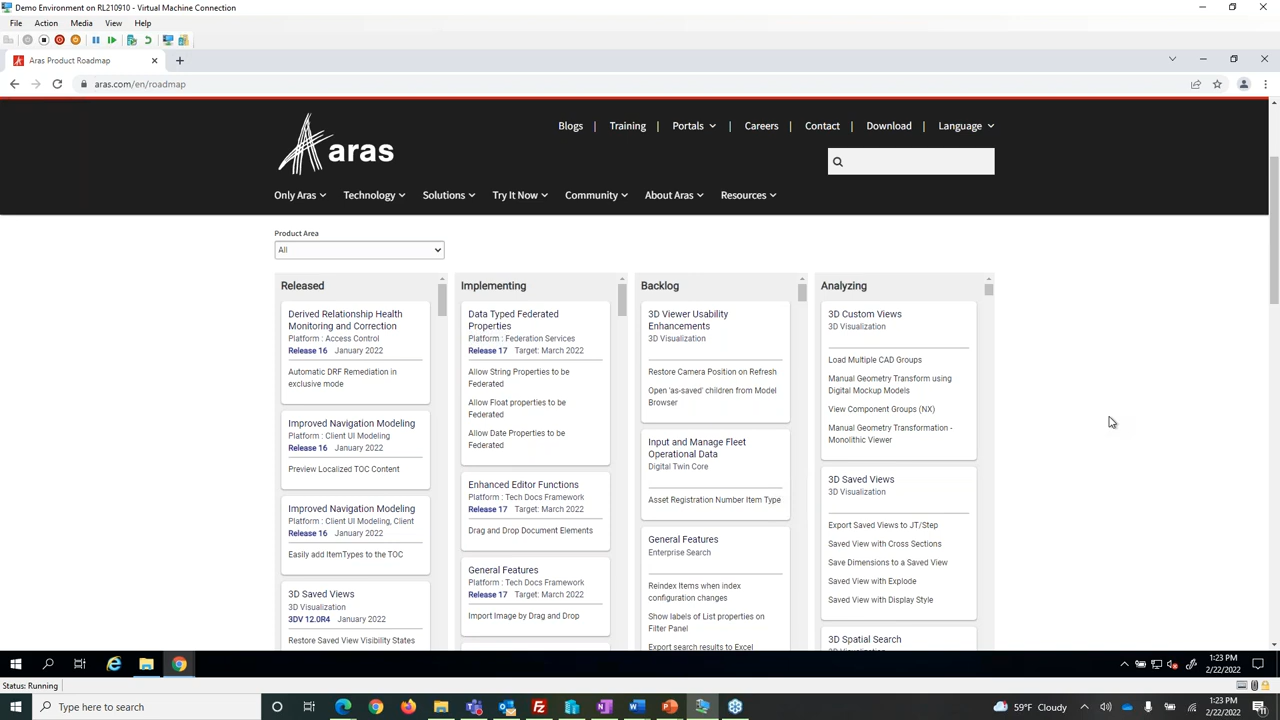 Demo Environment on RL210910 - Virtual Machine Connection
File Action Media View Help
Aras Product Roadmap
aras.com/en/roadmap
Blogs | Training | Portals | Careers | Contact | Download | Language
aras
Only Aras Technology Solutions Try It Now Community About Aras Resources
Product Area
All
Released
Derived Relationship Health
Monitoring and Correction
Platform : Access Control
Release 16 January 2022
Automatic DRF Remediation in
exclusive mode
Improved Navigation Modeling
Platform : Client UI Modeling
Release 16 January 2022
Preview Localized TOC Content
Improved Navigation Modeling
Platform : Client UI Modeling, Client
Release 16 January 2022
Easily add ItemTypes to the TOC
3D Saved Views
3D Visualization
3DV 12.0R4 January 2022
Restore Saved View Visibility States
Implementing
Data Typed Federated
Properties
Platform : Federation Services
Release 17 Target: March 2022
Allow String Properties to be
Federated
Allow Float properties to be
Federated
Allow Date Properties to be
Federated
Enhanced Editor Functions
Platform : Tech Docs Framework
Release 17 Target: March 2022
Drag and Drop Document Elements
General Features
Platform : Tech Docs Framework
Release 17 Target: March 2022
Import Image by Drag and Drop
Backlog
3D Viewer Usability
Enhancements
3D Visualization
Restore Camera Position on Refresh
Open 'as-saved' children from Model
Browser
Input and Manage Fleet
Operational Data
Digital Twin Core
Asset Registration Number Item Type
General Features
Enterprise Search
Reindex Items when index
configuration changes
Show labels of List properties on
Filter Panel
Export search results to Excel
Analyzing
3D Custom Views
3D Visualization
Load Multiple CAD Groups
Manual Geometry Transform using
Digital Mockup Models
View Component Groups (NX)
Manual Geometry Transformation -
Monolithic Viewer
3D Saved Views
3D Visualization
Export Saved Views to JT/Step
Saved View with Cross Sections
Save Dimensions to a Saved View
Saved View with Explode
Saved View with Display Style
3D Spatial Search
1:23 PM
2/22/2022
Status: Running
Type here to search
59°F Cloudy
1:23 PM
2/22/2022